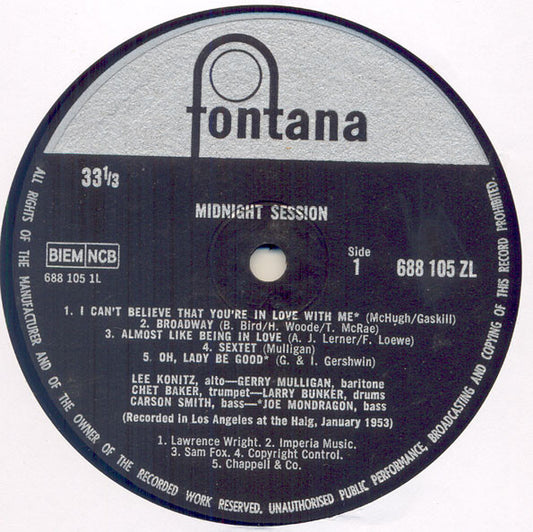 fontana
33 1/3
MIDNIGHT SESSION
BIEM NCB
688 105 1L
Side
1
688 105 ZL
1. I CAN'T BELIEVE THAT YOU'RE IN LOVE WITH ME* (McHugh/Gaskill)
2. BROADWAY (B. Bird/H. Woode/T. McRae)
3. ALMOST LIKE BEING IN LOVE (A. J. Lerner/F. Loewe)
4. SEXTET (Mulligan)
5. OH, LADY BE GOOD* (G. & I. Gershwin)
LEE KONITZ, alto—GERRY MULLIGAN, baritone
CHET BAKER, trumpet—LARRY BUNKER, drums
CARSON SMITH, bass—*JOE MONDRAGON, bass
(Recorded in Los Angeles at the Haig, January 1953)
1. Lawrence Wright. 2. Imperia Music.
3. Sam Fox. 4. Copyright Control.
5. Chappell & Co.
ALL RIGHTS OF THE MANUFACTURER AND OF THE OWNER OF THE RECORDED WORK RESERVED. UNAUTHORISED PUBLIC PERFORMANCE, BROADCASTING AND COPYING OF THIS RECORD PROHIBITED.